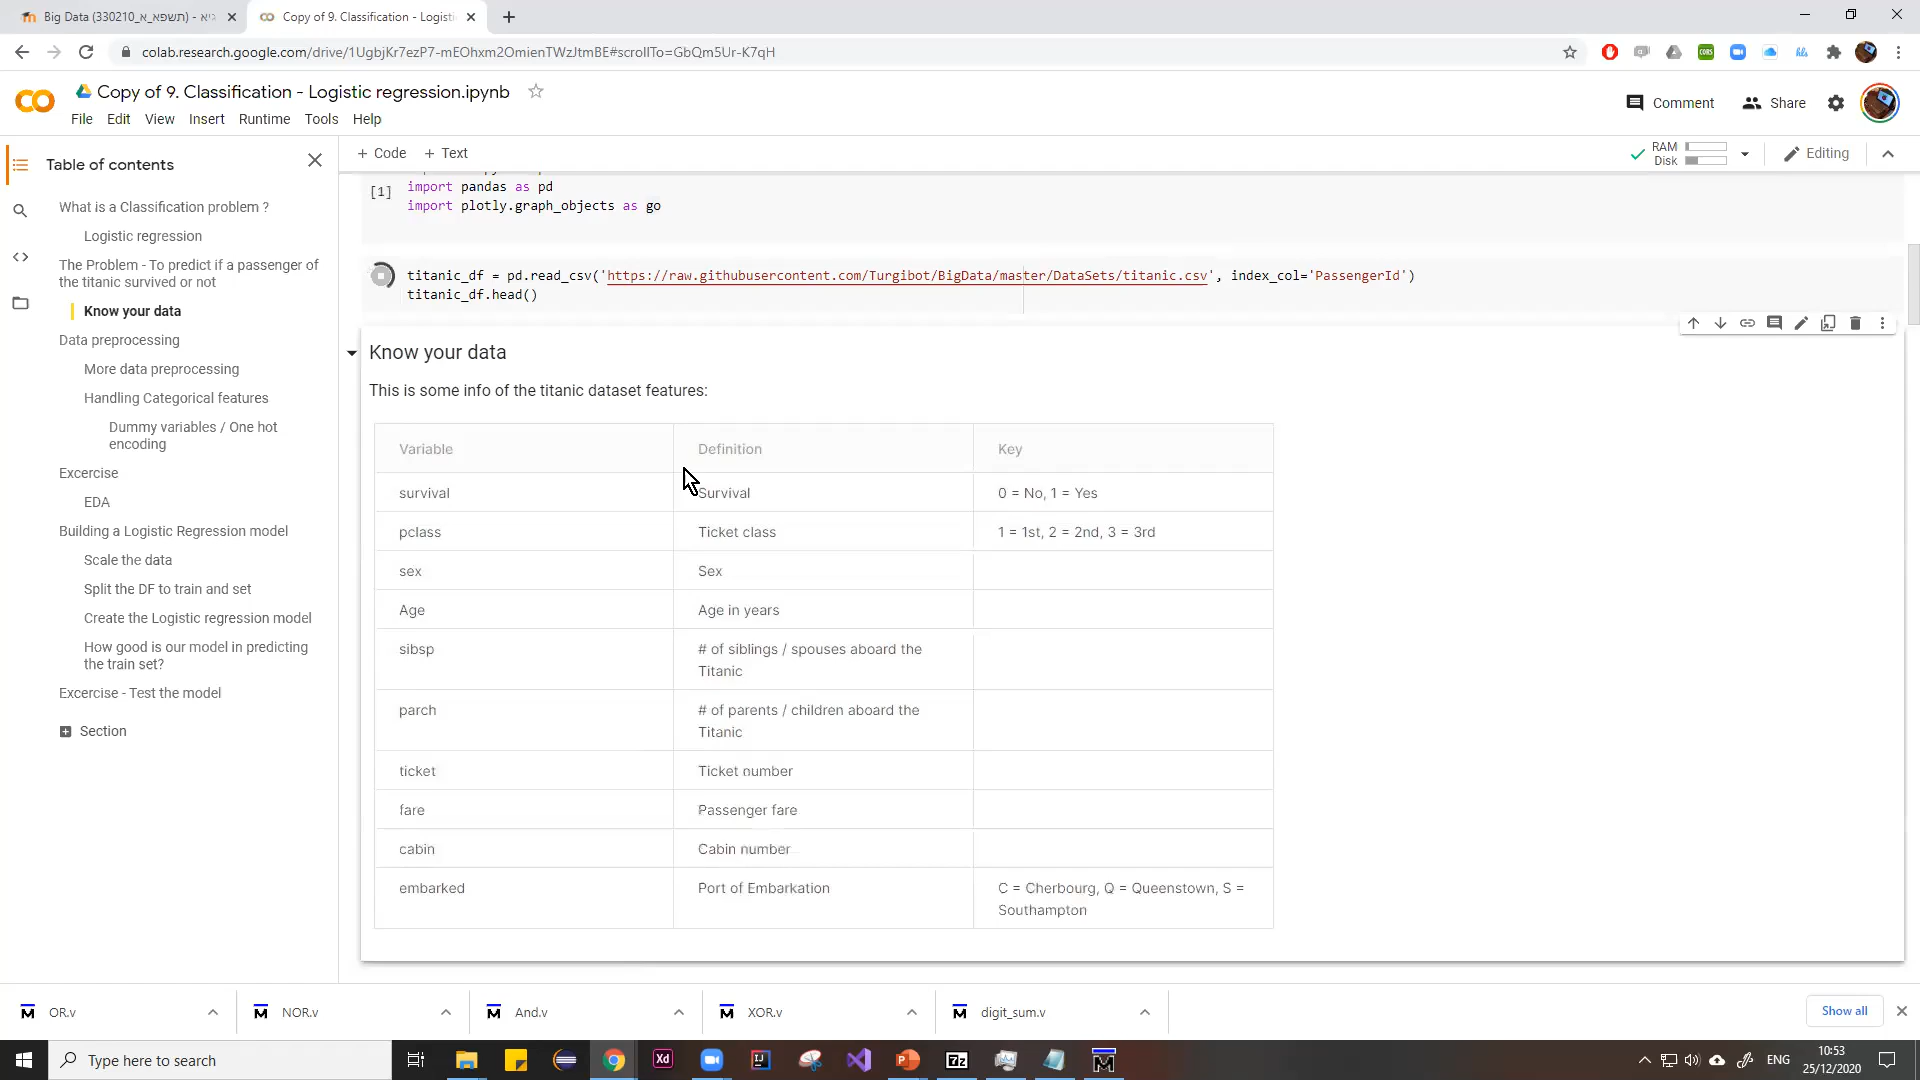 Big Data (330210_תשפא_א) - גיא
Copy of 9. Classification - Logisti
colab.research.google.com/drive/1UgbjKr7ezP7-mEOhxm2OmienTWzJtmBE#scrollTo=GbQm5Ur-K7qH
Copy of 9. Classification - Logistic regression.ipynb
Comment
Share
File Edit View Insert Runtime Tools Help
Table of contents
+ Code + Text
RAM
Disk
Editing
What is a Classification problem ?
Logistic regression
The Problem - To predict if a passenger of
the titanic survived or not
Know your data
Data preprocessing
More data preprocessing
Handling Categorical features
Dummy variables / One hot
encoding
Excercise
EDA
Building a Logistic Regression model
Scale the data
Split the DF to train and set
Create the Logistic regression model
How good is our model in predicting
the train set?
Excercise - Test the model
Section
[1]
import pandas as pd
import plotly.graph_objects as go
titanic_df = pd.read_csv('https://raw.githubusercontent.com/Turgibot/BigData/master/DataSets/titanic.csv', index_col='PassengerId')
titanic_df.head()
Know your data
This is some info of the titanic dataset features:
Variable Definition Key
survival Survival 0 = No, 1 = Yes
pclass Ticket class 1 = 1st, 2 = 2nd, 3 = 3rd
sex Sex
Age Age in years
sibsp # of siblings / spouses aboard the
Titanic
parch # of parents / children aboard the
Titanic
ticket Ticket number
fare Passenger fare
cabin Cabin number
embarked Port of Embarkation C = Cherbourg, Q = Queenstown, S =
Southampton
OR.v
NOR.v
And.v
XOR.v
digit_sum.v
Show all
Type here to search
ENG
10:53
25/12/2020